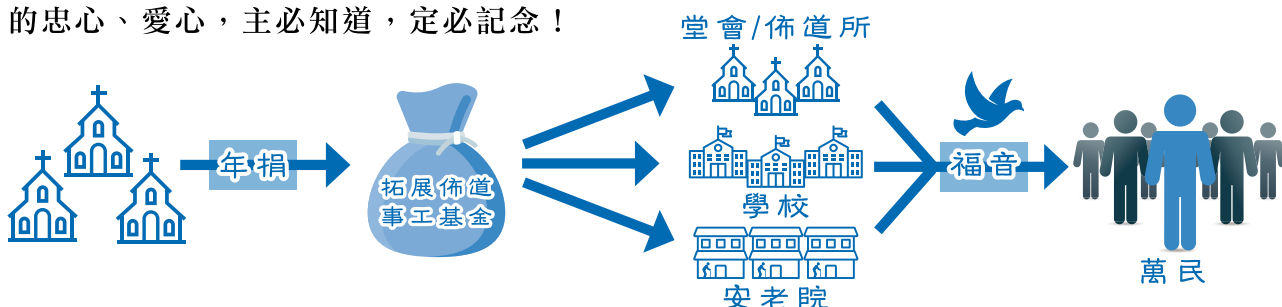 的忠心、愛心，主必知道，定必記念！
堂會/佈道所
年捐
拓展佈道
事工基金
學校
安老院
福音
萬民